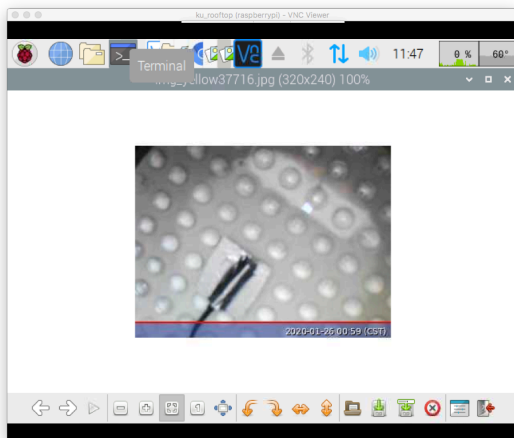 ku_rooftop (raspberrypi) - VNC Viewer
Terminal
11:47
0 %
60°
img_yellow37716.jpg (320x240) 100%
2020-01-26 00:59 (CST)